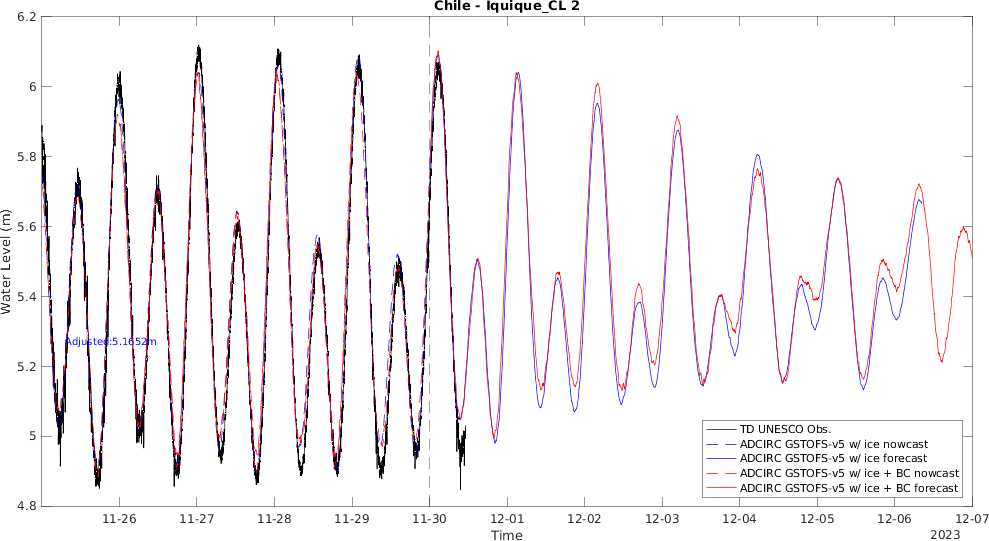 Chile - Iquique_CL 2
6.2
6
5.8
5.6
5.4
5.2
5
4.8
Water Level (m)
Adjusted:5.1652m
TD UNESCO Obs.
ADCIRC GSTOFS-v5 w/ ice nowcast
ADCIRC GSTOFS-v5 w/ ice forecast
ADCIRC GSTOFS-v5 w/ ice + BC nowcast
ADCIRC GSTOFS-v5 w/ ice + BC forecast
11-26 11-27 11-28 11-29 11-30 12-01 12-02 12-03 12-04 12-05 12-06 12-07
Time
2023